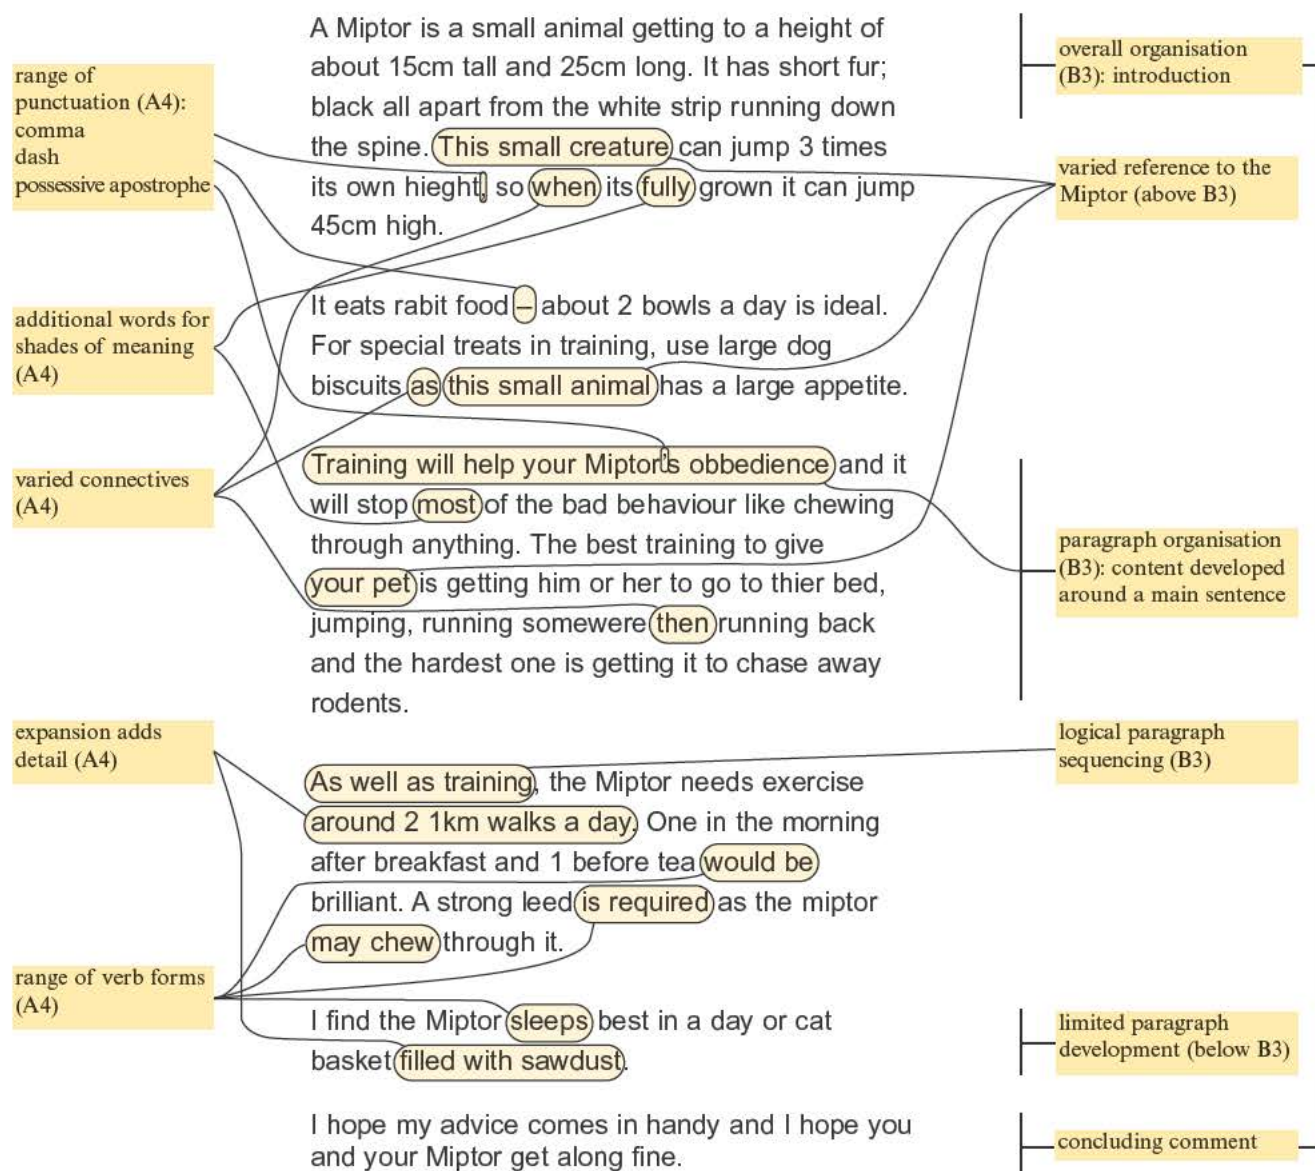 range of
punctuation (A4):
comma
dash
possessive apostrophe
additional words for
shades of meaning
(A4)
varied connectives
(A4)
expansion adds
detail (A4)
range of verb forms
(A4)
A Miptor is a small animal getting to a height of
about 15cm tall and 25cm long. It has short fur;
black all apart from the white strip running down
the spine. This small creature can jump 3 times
its own hieght, so when its fully grown it can jump
45cm high.
It eats rabit food – about 2 bowls a day is ideal.
For special treats in training, use large dog
biscuits as this small animal has a large appetite.
Training will help your Miptor's obbedience and it
will stop most of the bad behaviour like chewing
through anything. The best training to give
your pet is getting him or her to go to thier bed,
jumping, running somewere then running back
and the hardest one is getting it to chase away
rodents.
As well as training, the Miptor needs exercise
around 2 1km walks a day. One in the morning
after breakfast and 1 before tea would be
brilliant. A strong leed is required as the miptor
may chew through it.
I find the Miptor sleeps best in a day or cat
basket filled with sawdust.
I hope my advice comes in handy and I hope you
and your Miptor get along fine.
overall organisation
(B3): introduction
varied reference to the
Miptor (above B3)
paragraph organisation
(B3): content developed
around a main sentence
logical paragraph
sequencing (B3)
limited paragraph
development (below B3)
concluding comment